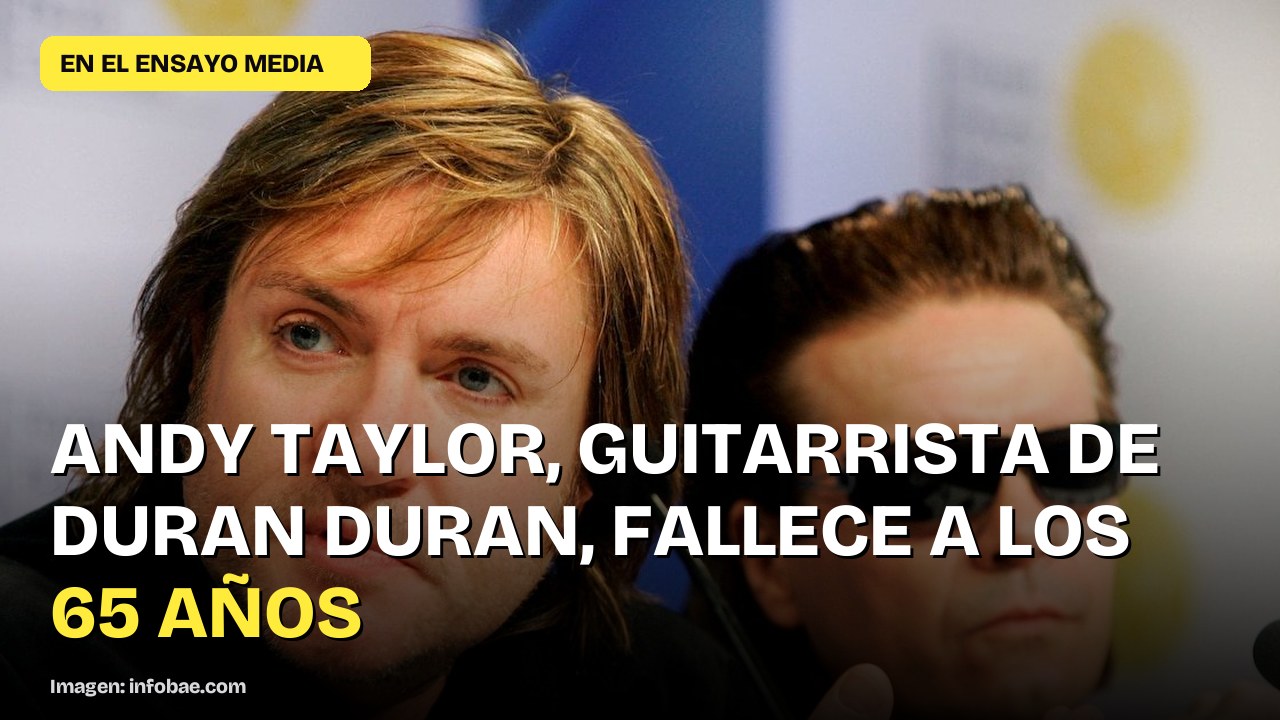 EN EL ENSAYO MEDIA
ANDY TAYLOR, GUITARRISTA DE
DURAN DURAN, FALLECE A LOS
65 AÑOS
Imagen: infobae.com